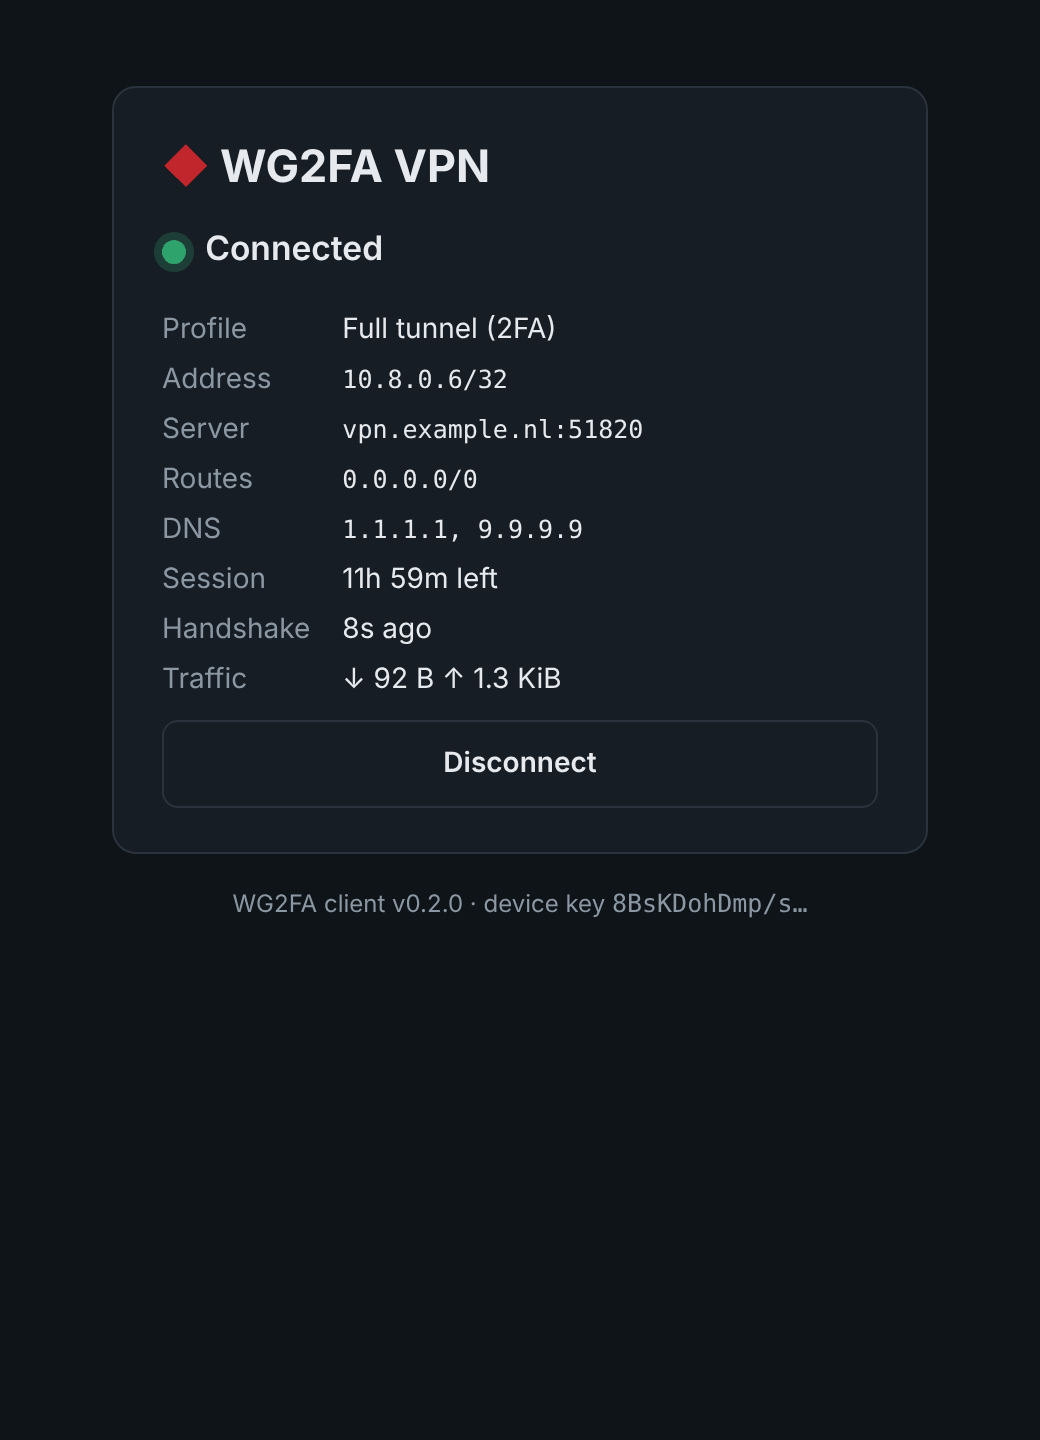 WG2FA VPN
Connected
Profile Full tunnel (2FA)
Address 10.8.0.6/32
Server vpn.example.nl:51820
Routes 0.0.0.0/0
DNS 1.1.1.1, 9.9.9.9
Session 11h 59m left
Handshake 8s ago
Traffic ↓ 92 B ↑ 1.3 KiB
Disconnect
WG2FA client v0.2.0 · device key 8BsKDohDmp/s…